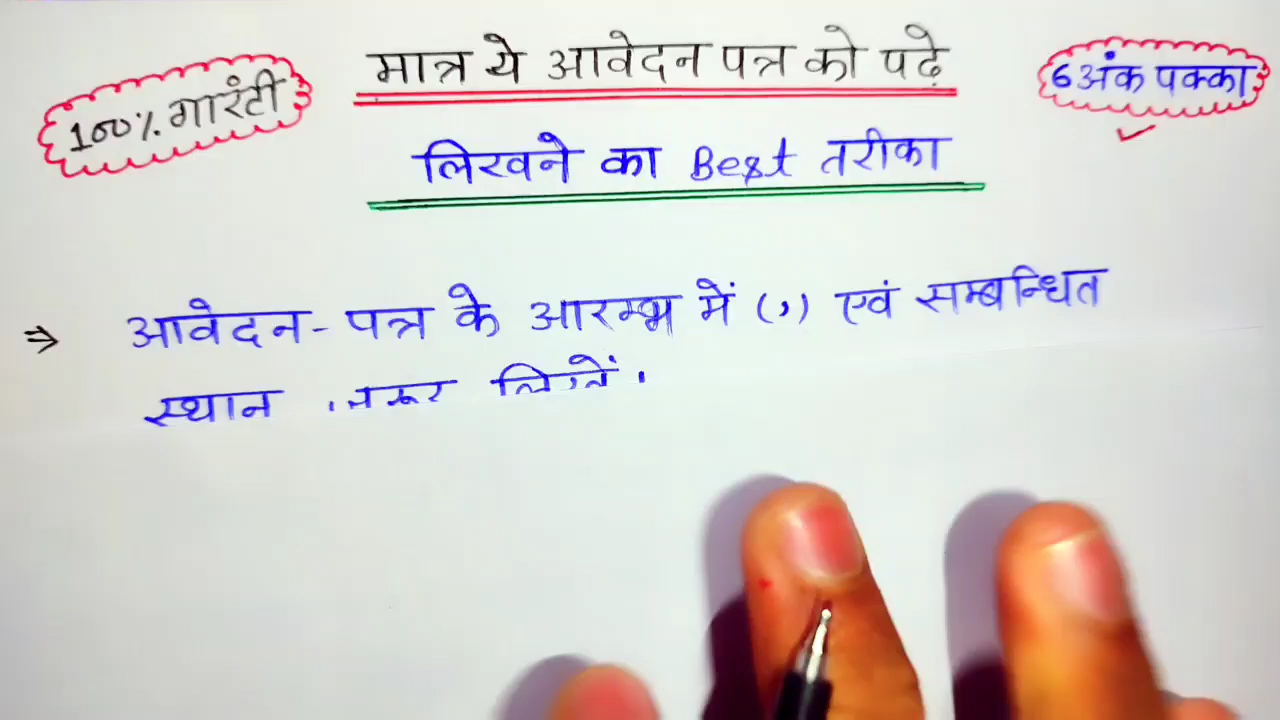 मात्र ये आवेदन पत्र को पढ़े
100% गारंटी
6 अंक पक्का
लिखने का Best तरीका
⇒ आवेदन - पत्र के आरम्भ में (,) एवं सम्बन्धित
स्थान